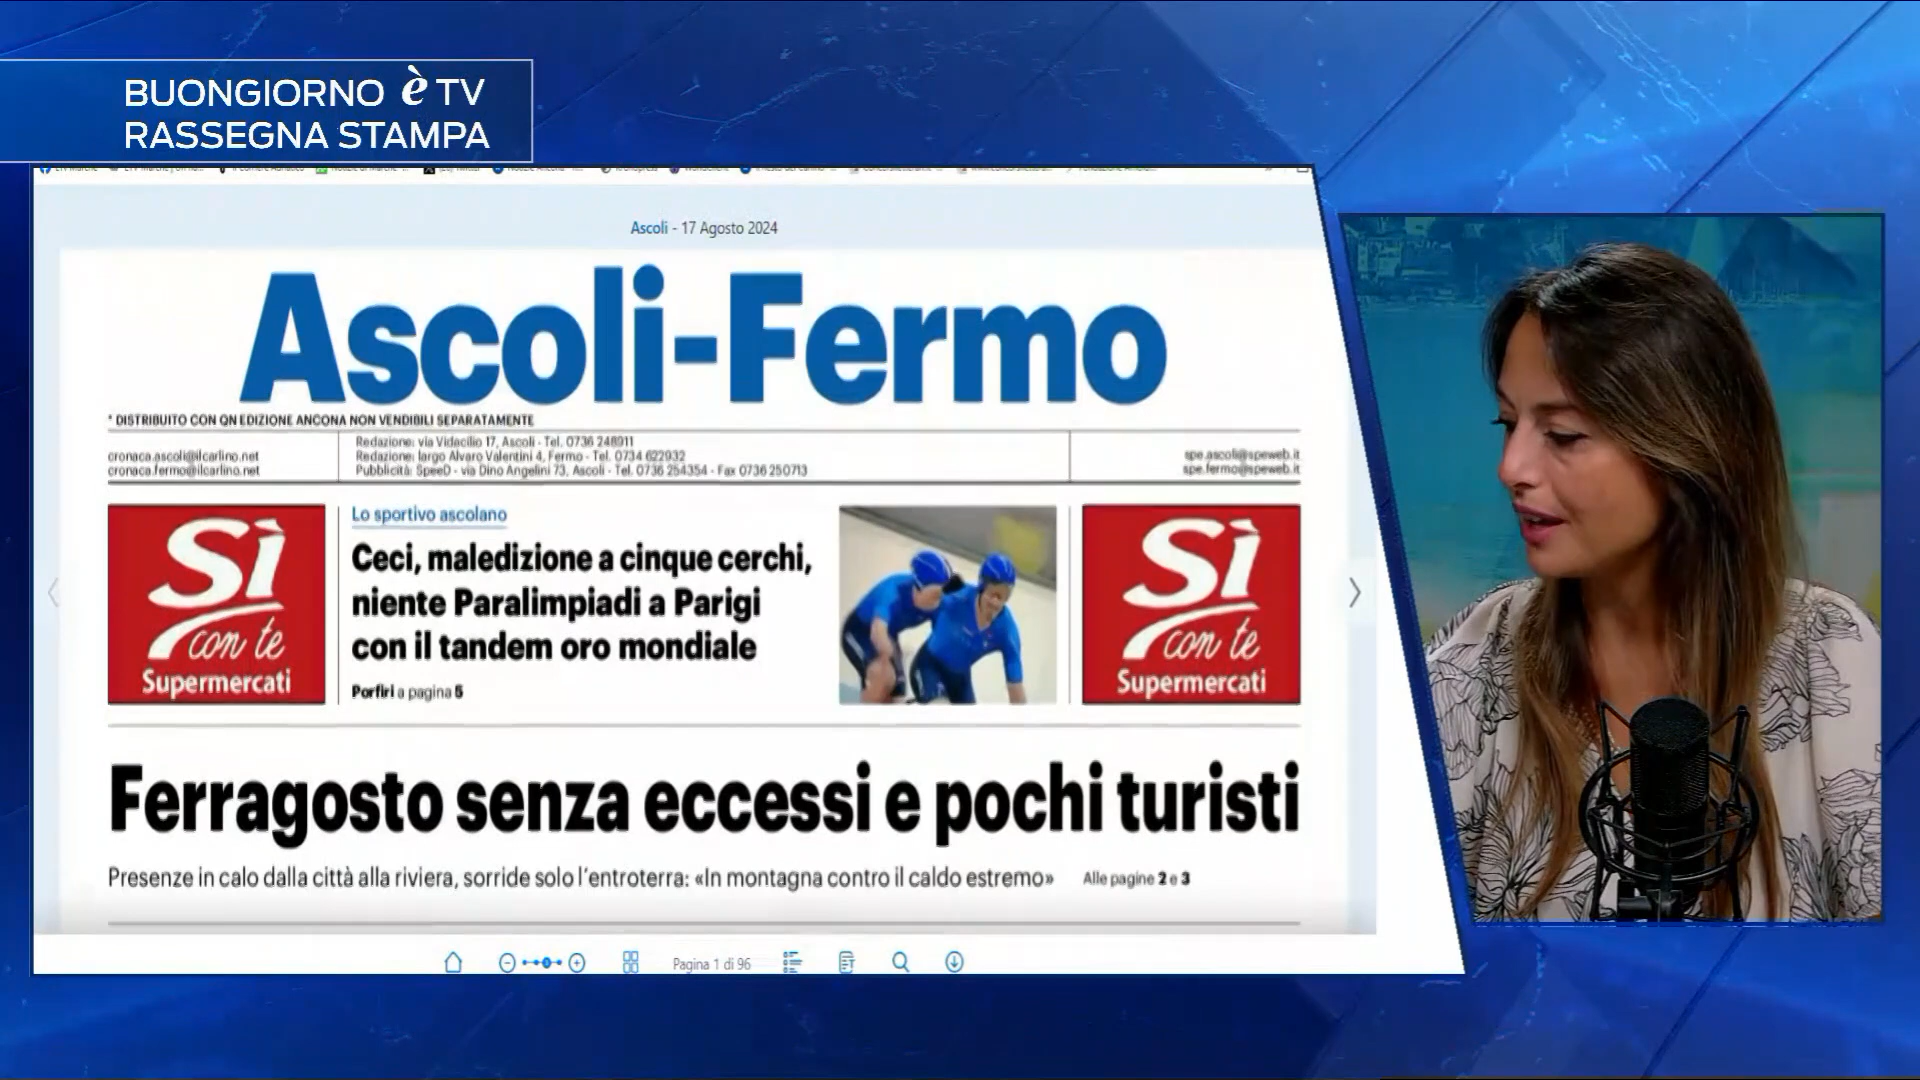 BUONGIORNO è TV
RASSEGNA STAMPA
Ascoli - 17 Agosto 2024
Ascoli-Fermo
* DISTRIBUITO CON QN EDIZIONE ANCONA NON VENDIBILI SEPARATAMENTE
cronaca.ascoli@ilcarlino.net
cronaca.fermo@ilcarlino.net
Redazione: via Vidacilio 17, Ascoli - Tel. 0736 248911
Redazione: largo Alvaro Valentini 4, Fermo - Tel. 0734 622932
Pubblicità: SpeeD - via Dino Angelini 73, Ascoli - Tel. 0736 254354 - Fax 0736 250713
spe.ascoli@speweb.it
spe.fermo@speweb.it
Sì
con te
Supermercati
Lo sportivo ascolano
Ceci, maledizione a cinque cerchi,
niente Paralimpiadi a Parigi
con il tandem oro mondiale
Porfiri a pagina 5
Sì
con te
Supermercati
Ferragosto senza eccessi e pochi turisti
Presenze in calo dalla città alla riviera, sorride solo l'entroterra: «In montagna contro il caldo estremo» Alle pagine 2 e 3
Pagina 1 di 96